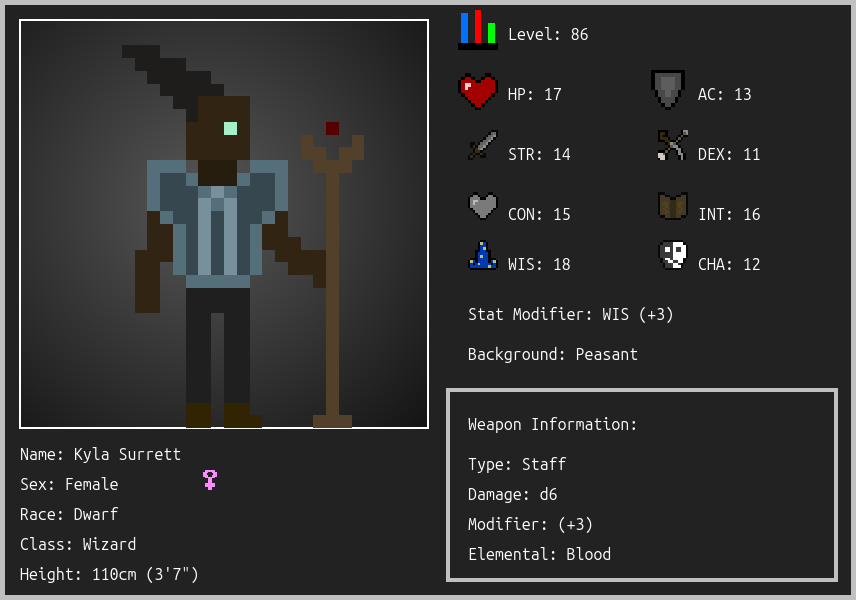 Level: 86
HP: 17
AC: 13
STR: 14
DEX: 11
CON: 15
INT: 16
WIS: 18
CHA: 12
Stat Modifier: WIS (+3)
Background: Peasant
Weapon Information:
Type: Staff
Damage: d6
Modifier: (+3)
Elemental: Blood
Name: Kyla Surrett
Sex: Female
Race: Dwarf
Class: Wizard
Height: 110cm (3'7")